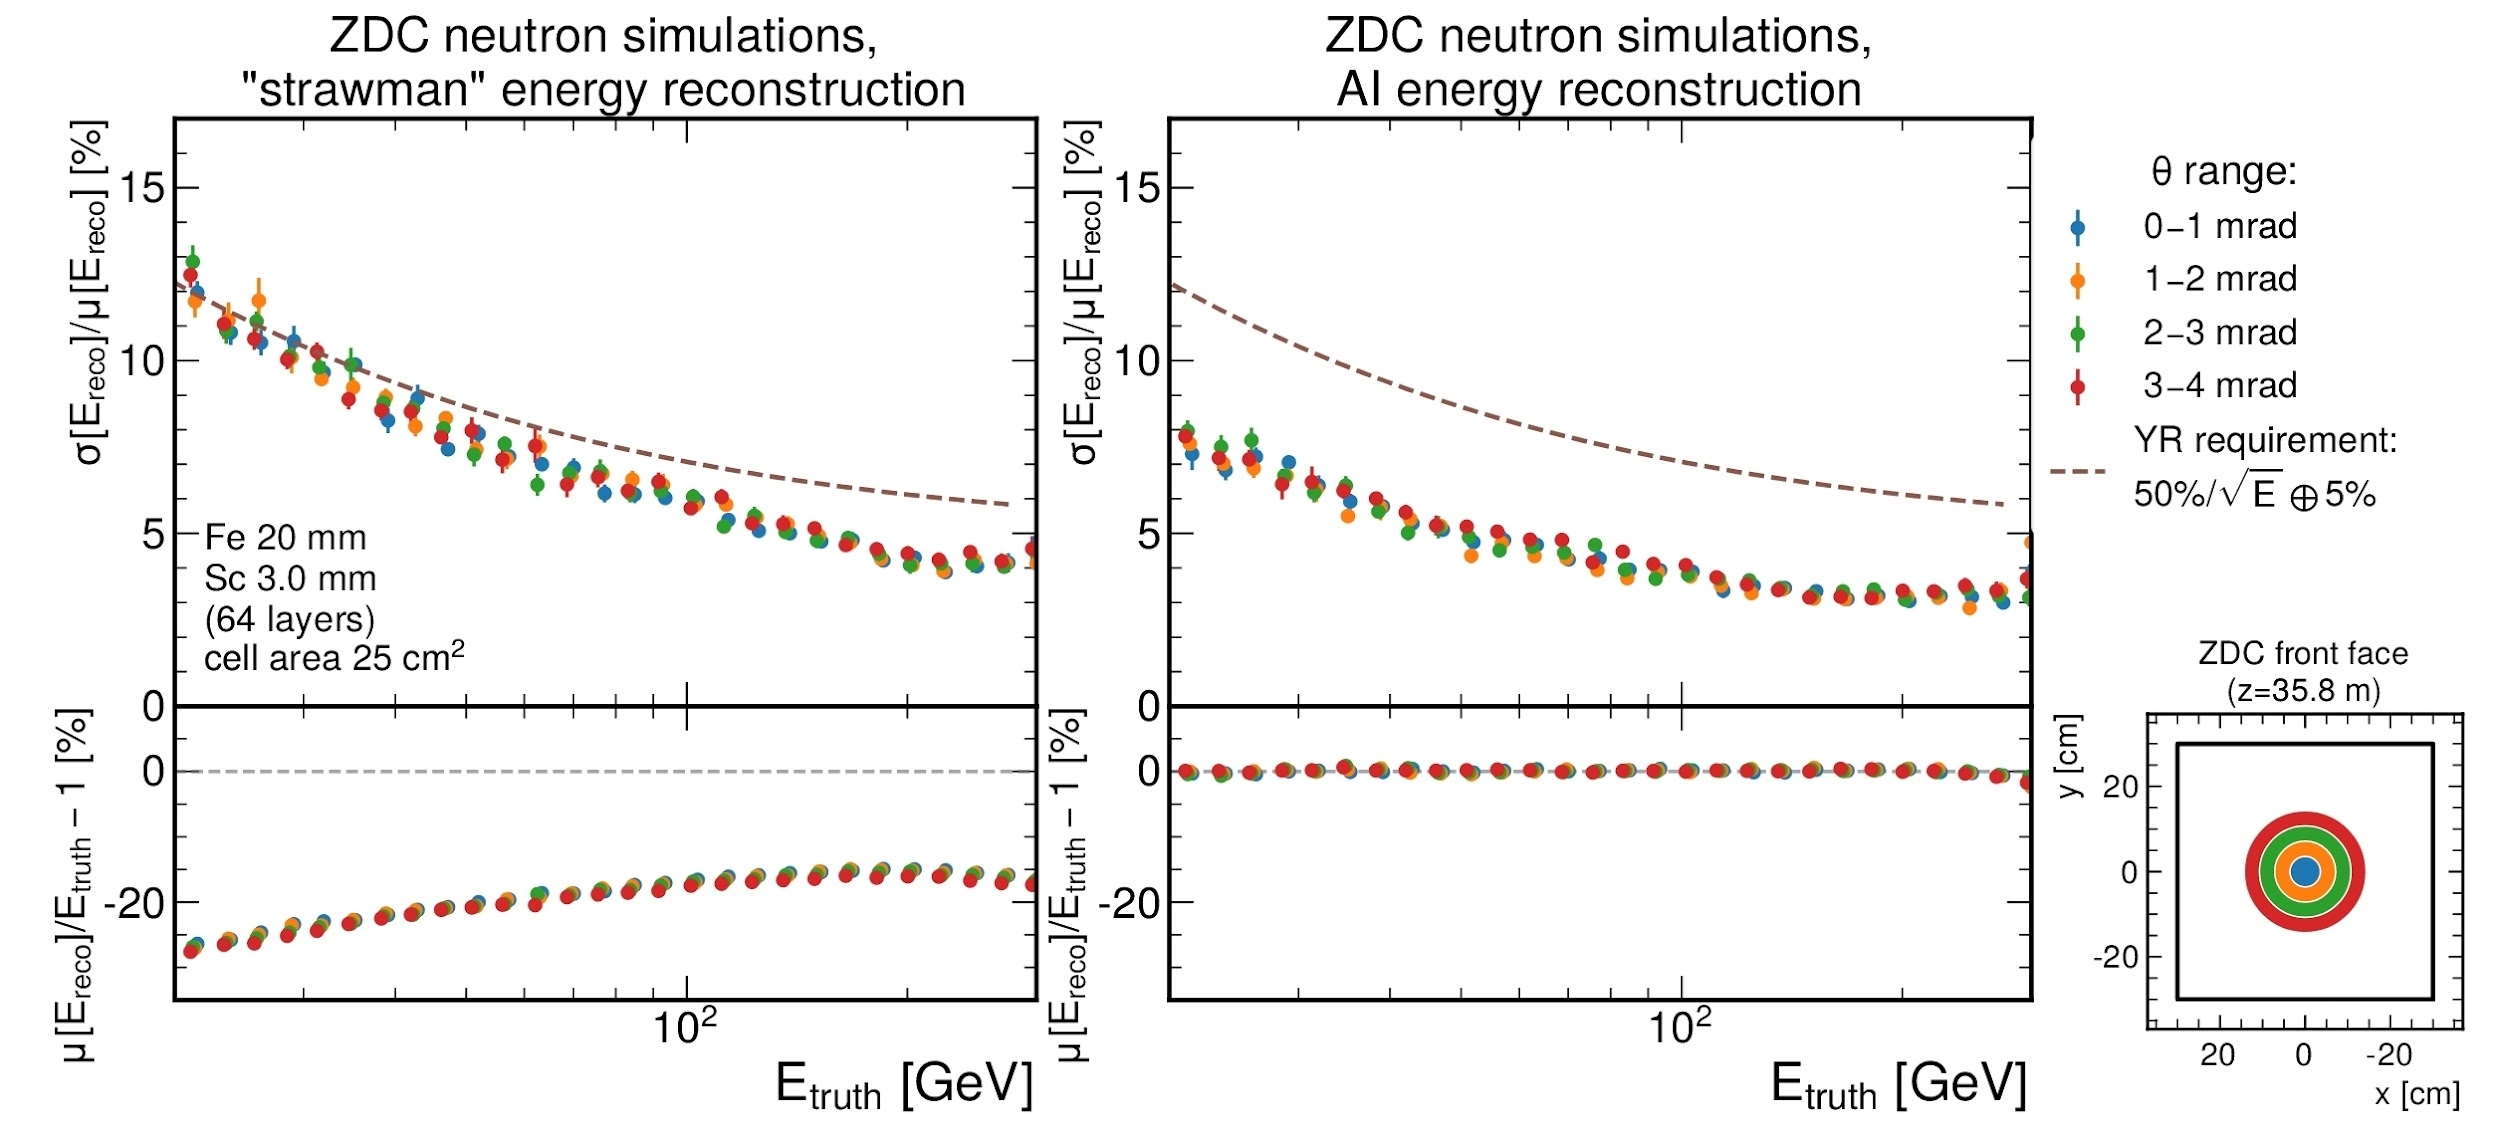 ZDC neutron simulations,
"strawman" energy reconstruction
σ[E_reco]/μ[E_reco] [%]
15
10
5
0
Fe 20 mm
Sc 3.0 mm
(64 layers)
cell area 25 cm²
μ[E_reco]/E_truth − 1 [%]
0
-20
10²
E_truth [GeV]
ZDC neutron simulations,
AI energy reconstruction
σ[E_reco]/μ[E_reco] [%]
15
10
5
0
μ[E_reco]/E_truth − 1 [%]
0
-20
10²
E_truth [GeV]
θ range:
0−1 mrad
1−2 mrad
2−3 mrad
3−4 mrad
YR requirement:
50%/√E ⊕5%
ZDC front face
(z=35.8 m)
y [cm]
20
0
-20
20 0 -20
x [cm]